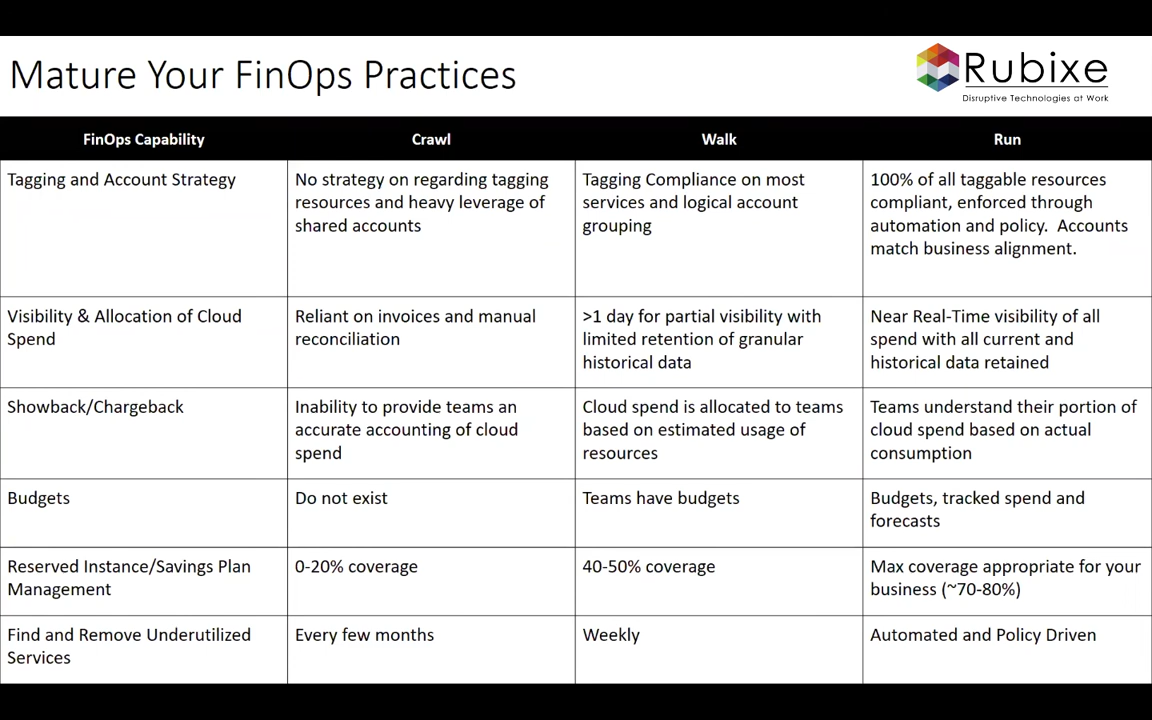 Mature Your FinOps Practices
Rubixe
Disruptive Technologies at Work
FinOps Capability
Crawl
Walk
Run
Tagging and Account Strategy
No strategy on regarding tagging
resources and heavy leverage of
shared accounts
Tagging Compliance on most
services and logical account
grouping
100% of all taggable resources
compliant, enforced through
automation and policy.  Accounts
match business alignment.
Visibility & Allocation of Cloud
Spend
Reliant on invoices and manual
reconciliation
>1 day for partial visibility with
limited retention of granular
historical data
Near Real-Time visibility of all
spend with all current and
historical data retained
Showback/Chargeback
Inability to provide teams an
accurate accounting of cloud
spend
Cloud spend is allocated to teams
based on estimated usage of
resources
Teams understand their portion of
cloud spend based on actual
consumption
Budgets
Do not exist
Teams have budgets
Budgets, tracked spend and
forecasts
Reserved Instance/Savings Plan
Management
0-20% coverage
40-50% coverage
Max coverage appropriate for your
business (~70-80%)
Find and Remove Underutilized
Services
Every few months
Weekly
Automated and Policy Driven